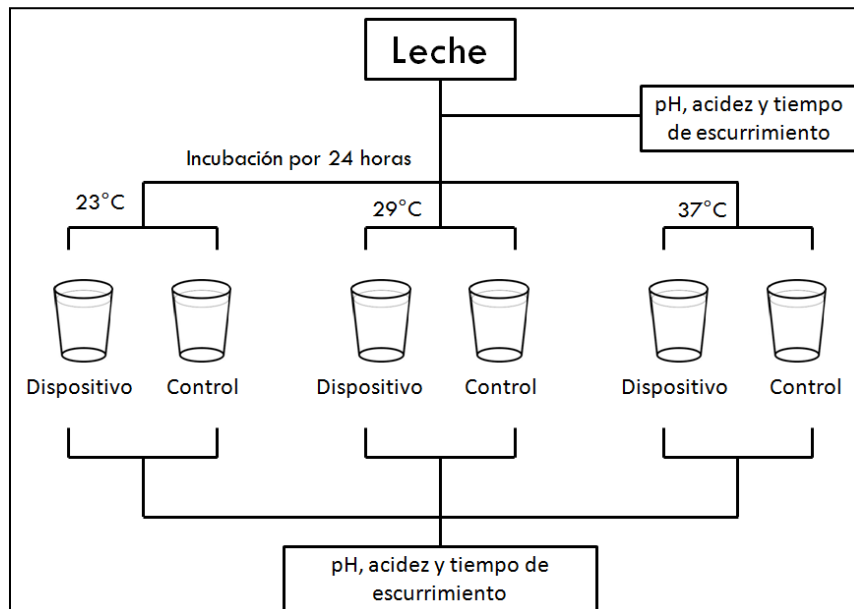 Leche
pH, acidez y tiempo
de escurrimiento
Incubación por 24 horas
23°C
29°C
37°C
Dispositivo
Control
Dispositivo
Control
Dispositivo
Control
pH, acidez y tiempo de
escurrimiento